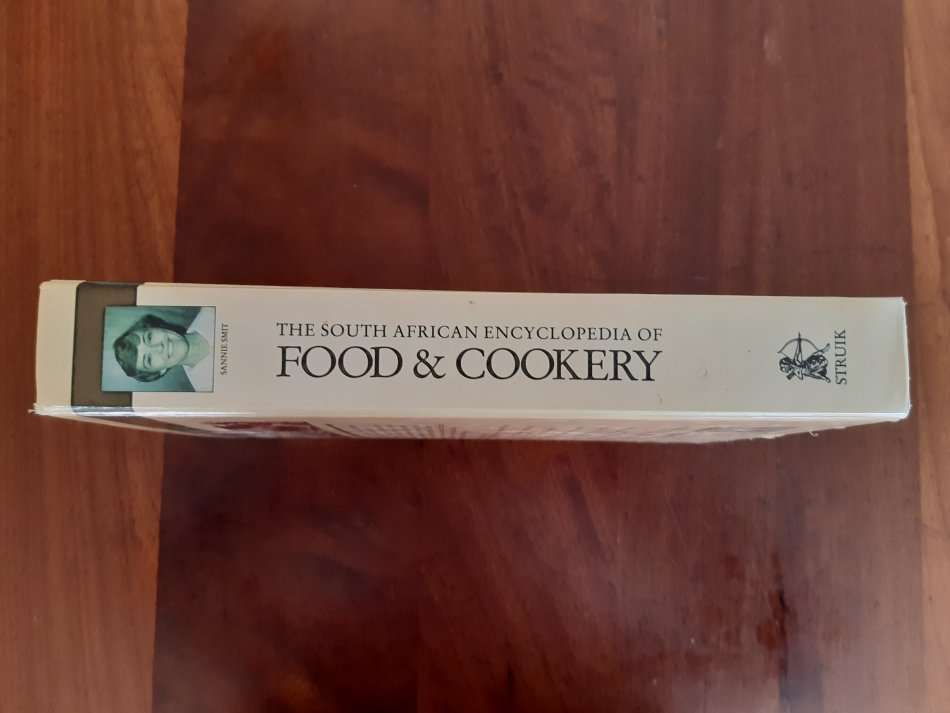 SANNIE SMIT
THE SOUTH AFRICAN ENCYCLOPEDIA OF
FOOD & COOKERY
STRUIK